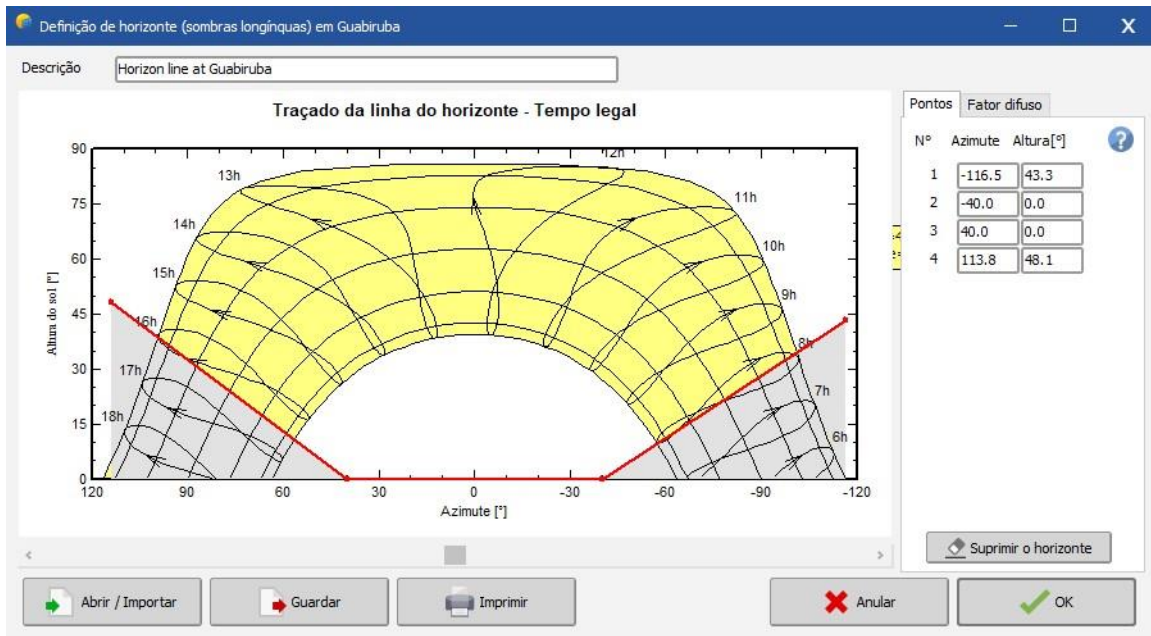 Definição de horizonte (sombras longínquas) em Guabiruba
Descrição Horizon line at Guabiruba
Traçado da linha do horizonte - Tempo legal
Altura do sol [°]
90
75
60
45
30
15
0
12h
13h
11h
14h
10h
15h
9h
16h
8h
17h
7h
18h
6h
120 90 60 30 0 -30 -60 -90 -120
Azimute [°]
Pontos Fator difuso
Nº Azimute Altura[°] ?
1 -116.5 43.3
2 -40.0 0.0
3 40.0 0.0
4 113.8 48.1
Suprimir o horizonte
Abrir / Importar Guardar Imprimir Anular OK